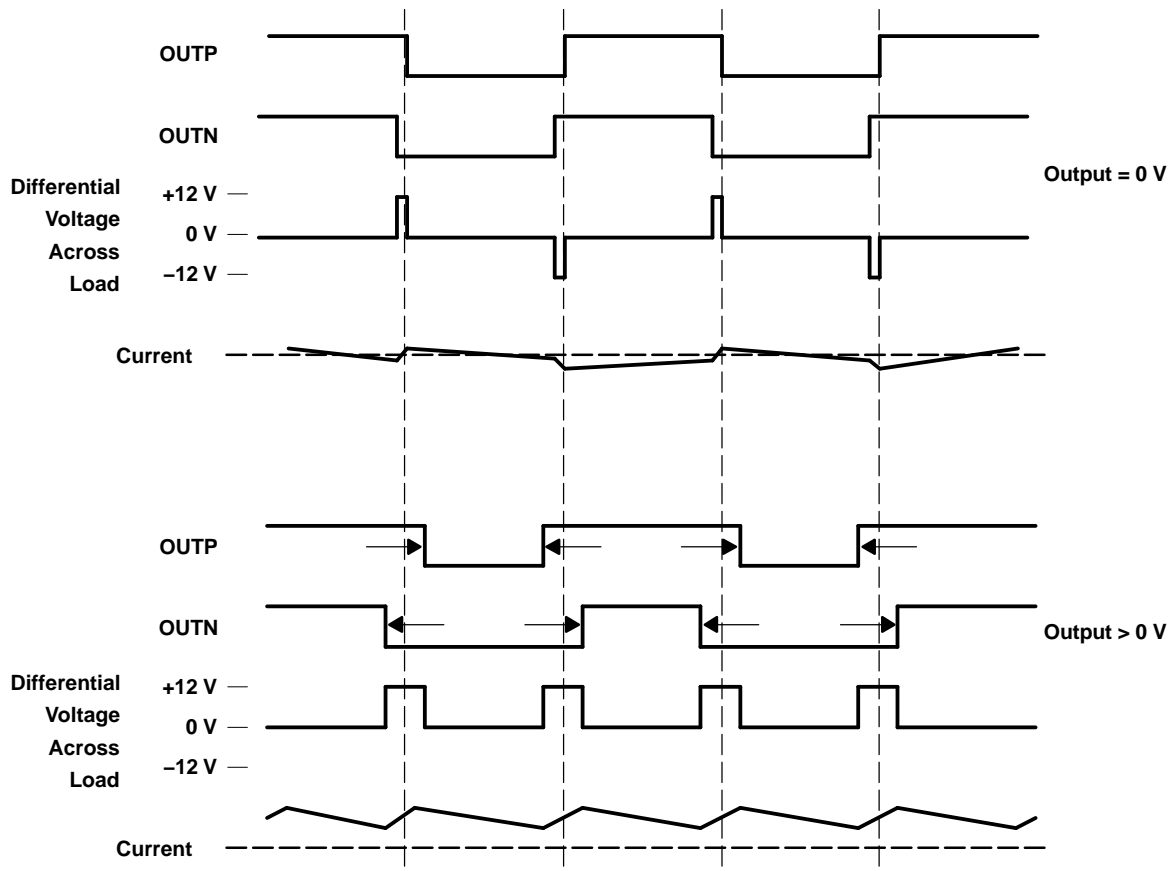 OUTP
OUTN
Output = 0 V
Differential
Voltage
Across
Load
+12 V
0 V
−12 V
Current
OUTP
OUTN
Output > 0 V
Differential
Voltage
Across
Load
+12 V
0 V
−12 V
Current